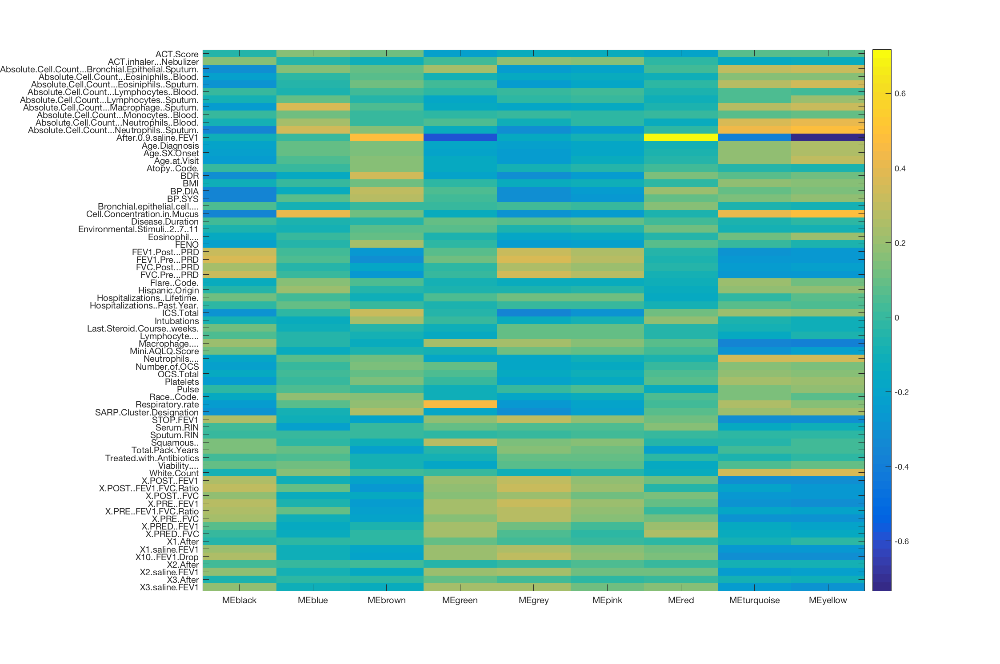 ACT.Score
ACT.inhaler...Nebulizer
Absolute.Cell.Count...Bronchial.Epithelial.Sputum.
Absolute.Cell.Count...Eosiniphils..Blood.
Absolute.Cell.Count...Eosiniphils..Sputum.
Absolute.Cell.Count...Lymphocytes..Blood.
Absolute.Cell.Count...Lymphocytes..Sputum.
Absolute.Cell.Count...Macrophage..Sputum.
Absolute.Cell.Count...Monocytes..Blood.
Absolute.Cell.Count...Neutrophils..Blood.
Absolute.Cell.Count...Neutrophils..Sputum.
After.0.9.saline.FEV1
Age.Diagnosis
Age.SX.Onset
Age.at.Visit
Atopy..Code.
BDR
BMI
BP.DIA
BP.SYS
Bronchial.epithelial.cell....
Cell.Concentration.in.Mucus
Disease.Duration
Environmental.Stimuli..2..7..11
Eosinophil....
FENO
FEV1.Post...PRD
FEV1.Pre...PRD
FVC.Post...PRD
FVC.Pre...PRD
Flare..Code.
Hispanic.Origin
Hospitalizations..Lifetime.
Hospitalizations..Past.Year.
ICS.Total
Intubations
Last.Steroid.Course..weeks.
Lymphocyte....
Macrophage....
Mini.AQLQ.Score
Neutrophils....
Number.of.OCS
OCS.Total
Platelets
Pulse
Race..Code.
Respiratory.rate
SARP.Cluster.Designation
STOP.FEV1
Serum.RIN
Sputum.RIN
Squamous..
Total.Pack.Years
Treated.with.Antibiotics
Viability....
White.Count
X.POST..FEV1
X.POST..FEV1.FVC.Ratio
X.POST..FVC
X.PRE..FEV1
X.PRE..FEV1.FVC.Ratio
X.PRE..FVC
X.PRED..FEV1
X.PRED..FVC
X1.After
X1.saline.FEV1
X10..FEV1.Drop
X2.After
X2.saline.FEV1
X3.After
X3.saline.FEV1
MEblack MEblue MEbrown MEgreen MEgrey MEpink MEred MEturquoise MEyellow
0.6
0.4
0.2
0
-0.2
-0.4
-0.6